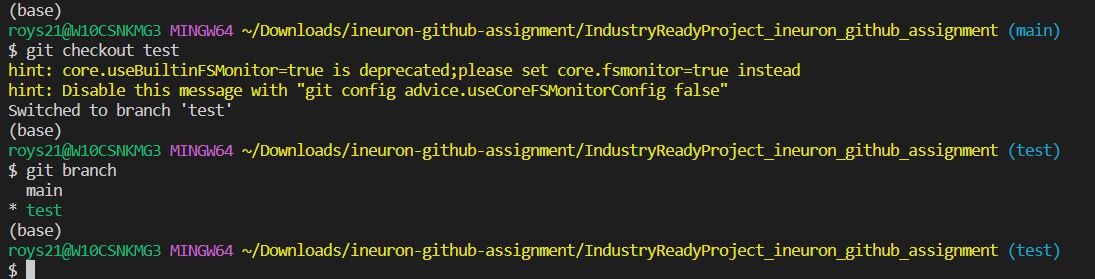 (base)
roys21@W10CSNKMG3 MINGW64 ~/Downloads/ineuron-github-assignment/IndustryReadyProject_ineuron_github_assignment (main)
$ git checkout test
hint: core.useBuiltinFSMonitor=true is deprecated;please set core.fsmonitor=true instead
hint: Disable this message with "git config advice.useCoreFSMonitorConfig false"
Switched to branch 'test'
(base)
roys21@W10CSNKMG3 MINGW64 ~/Downloads/ineuron-github-assignment/IndustryReadyProject_ineuron_github_assignment (test)
$ git branch
  main
* test
(base)
roys21@W10CSNKMG3 MINGW64 ~/Downloads/ineuron-github-assignment/IndustryReadyProject_ineuron_github_assignment (test)
$